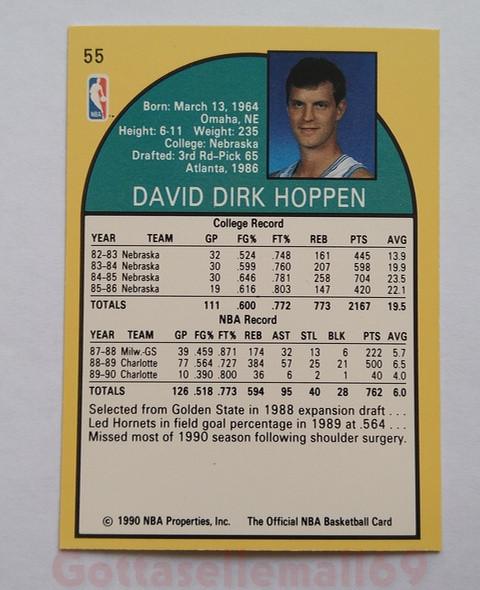 55
NBA
Born: March 13, 1964
Omaha, NE
Height: 6-11 Weight: 235
College: Nebraska
Drafted: 3rd Rd–Pick 65
Atlanta, 1986
DAVID DIRK HOPPEN
College Record
YEAR TEAM GP FG% FT% REB PTS AVG
82–83 Nebraska 32 .524 .748 161 445 13.9
83–84 Nebraska 30 .599 .760 207 598 19.9
84–85 Nebraska 30 .646 .781 258 704 23.5
85–86 Nebraska 19 .616 .803 147 420 22.1
TOTALS 111 .600 .772 773 2167 19.5
NBA Record
YEAR TEAM GP FG% FT% REB AST STL BLK PTS AVG
87–88 Milw.-GS 39 .459 .871 174 32 13 6 222 5.7
88–89 Charlotte 77 .564 .727 384 57 25 21 500 6.5
89–90 Charlotte 10 .390 .800 36 6 2 1 40 4.0
TOTALS 126 .518 .773 594 95 40 28 762 6.0
Selected from Golden State in 1988 expansion draft . . .
Led Hornets in field goal percentage in 1989 at .564 . . .
Missed most of 1990 season following shoulder surgery.
© 1990 NBA Properties, Inc. The Official NBA Basketball Card
Gottasellemall69